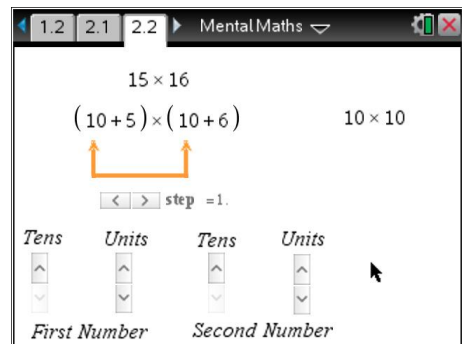 1.2 2.1 2.2 Mental Maths
15 × 16
(10+5)×(10+6) 10 × 10
step =1.
Tens Units Tens Units
First Number Second Number